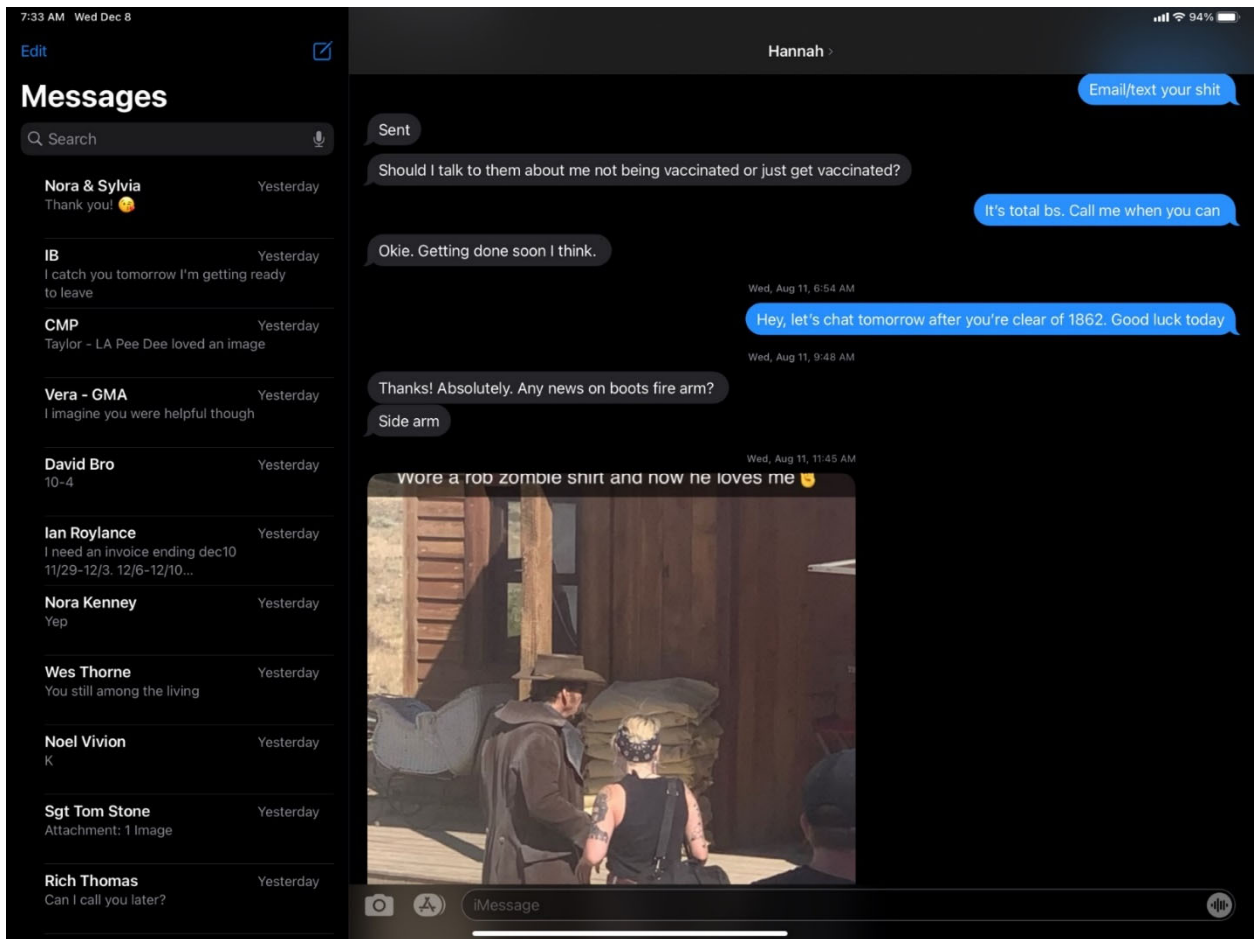 7:33 AM Wed Dec 8
94%
Edit
Messages
Search
Nora & Sylvia
Yesterday
Thank you! 😘
IB
Yesterday
I catch you tomorrow I'm getting ready
to leave
CMP
Yesterday
Taylor - LA Pee Dee loved an image
Vera - GMA
Yesterday
I imagine you were helpful though
David Bro
Yesterday
10-4
Ian Roylance
Yesterday
I need an invoice ending dec10
11/29-12/3. 12/6-12/10...
Nora Kenney
Yesterday
Yep
Wes Thorne
Yesterday
You still among the living
Noel Vivion
Yesterday
K
Sgt Tom Stone
Yesterday
Attachment: 1 Image
Rich Thomas
Yesterday
Can I call you later?
Hannah >
Email/text your shit
Sent
Should I talk to them about me not being vaccinated or just get vaccinated?
It's total bs. Call me when you can
Okie. Getting done soon I think.
Wed, Aug 11, 6:54 AM
Hey, let's chat tomorrow after you're clear of 1862. Good luck today
Wed, Aug 11, 9:48 AM
Thanks! Absolutely. Any news on boots fire arm?
Side arm
Wed, Aug 11, 11:45 AM
Wore a rob zombie shirt and now he loves me
iMessage